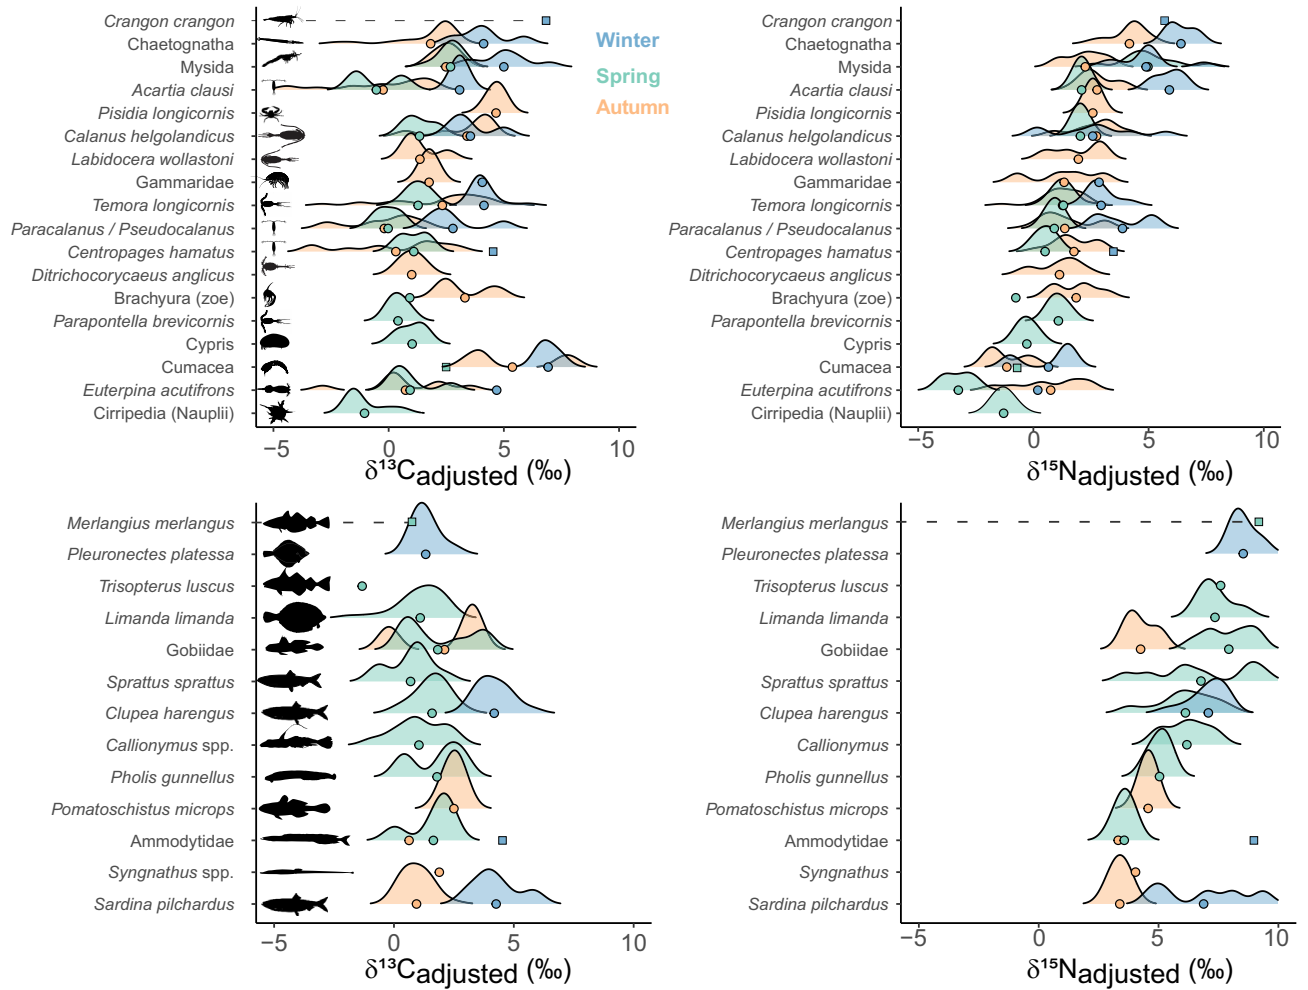 Crangon crangon
Chaetognatha
Mysida
Acartia clausi
Pisidia longicornis
Calanus helgolandicus
Labidocera wollastoni
Gammaridae
Temora longicornis
Paracalanus / Pseudocalanus
Centropages hamatus
Ditrichocorycaeus anglicus
Brachyura (zoe)
Parapontella brevicornis
Cypris
Cumacea
Euterpina acutifrons
Cirripedia (Nauplii)
Winter
Spring
Autumn
−5 0 5 10
δ¹³Cadjusted (‰)
Crangon crangon
Chaetognatha
Mysida
Acartia clausi
Pisidia longicornis
Calanus helgolandicus
Labidocera wollastoni
Gammaridae
Temora longicornis
Paracalanus / Pseudocalanus
Centropages hamatus
Ditrichocorycaeus anglicus
Brachyura (zoe)
Parapontella brevicornis
Cypris
Cumacea
Euterpina acutifrons
Cirripedia (Nauplii)
−5 0 5 10
δ¹⁵Nadjusted (‰)
Merlangius merlangus
Pleuronectes platessa
Trisopterus luscus
Limanda limanda
Gobiidae
Sprattus sprattus
Clupea harengus
Callionymus spp.
Pholis gunnellus
Pomatoschistus microps
Ammodytidae
Syngnathus spp.
Sardina pilchardus
−5 0 5 10
δ¹³Cadjusted (‰)
Merlangius merlangus
Pleuronectes platessa
Trisopterus luscus
Limanda limanda
Gobiidae
Sprattus sprattus
Clupea harengus
Callionymus
Pholis gunnellus
Pomatoschistus microps
Ammodytidae
Syngnathus
Sardina pilchardus
−5 0 5 10
δ¹⁵Nadjusted (‰)